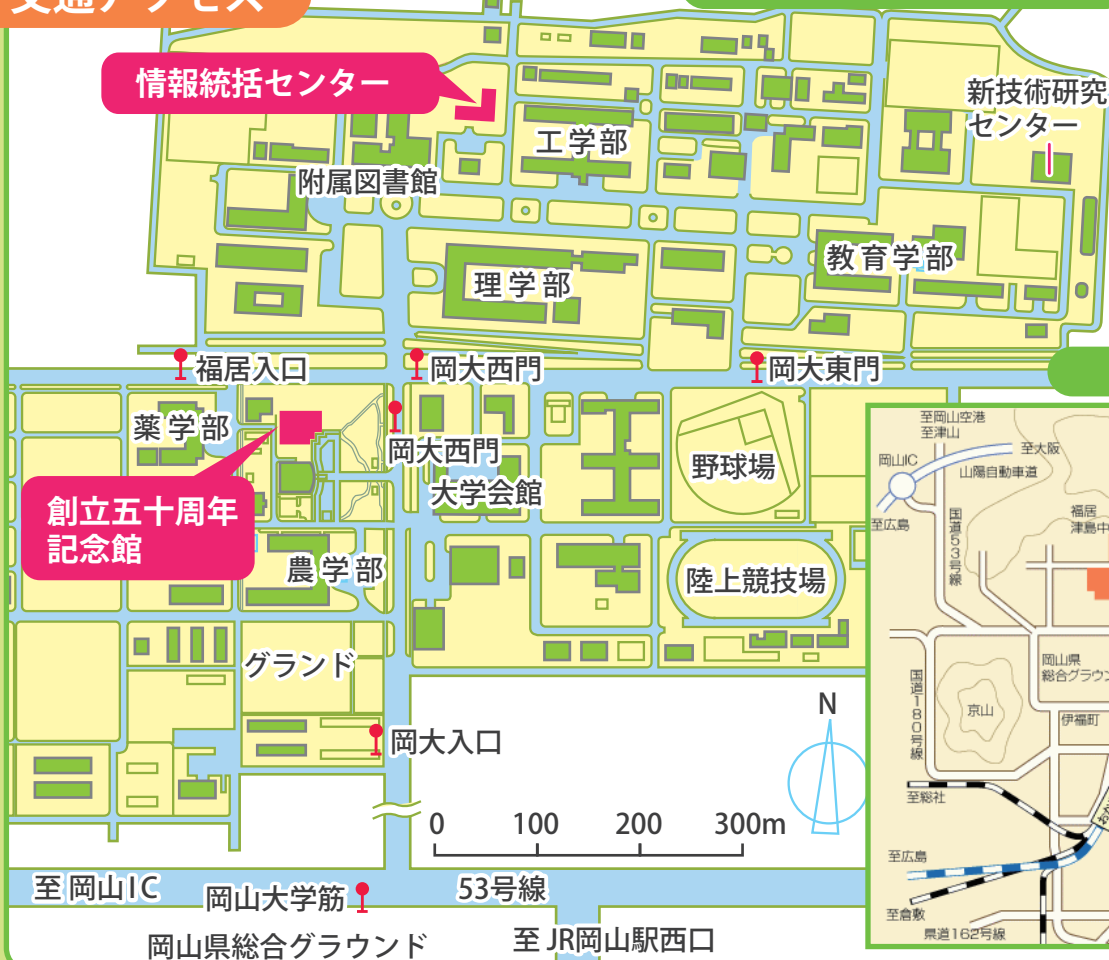 交通アクセス
情報統括センター
新技術研究
センター
工学部
附属図書館
教育学部
理学部
福居入口
岡大西門
岡大東門
薬学部
岡大西門
大学会館
野球場
創立五十周年
記念館
農学部
陸上競技場
グランド
岡大入口
N
0 100 200 300m
至 岡山IC
岡山大学筋
53号線
岡山県総合グラウンド
至 JR岡山駅西口
至岡山空港
至津山
岡山IC
至大阪
山陽自動車道
至広島
国道53号線
福居
津島中
岡山県
総合グラウン
国道180号線
京山
伊福町
至総社
至広島
至倉敷
県道162号線